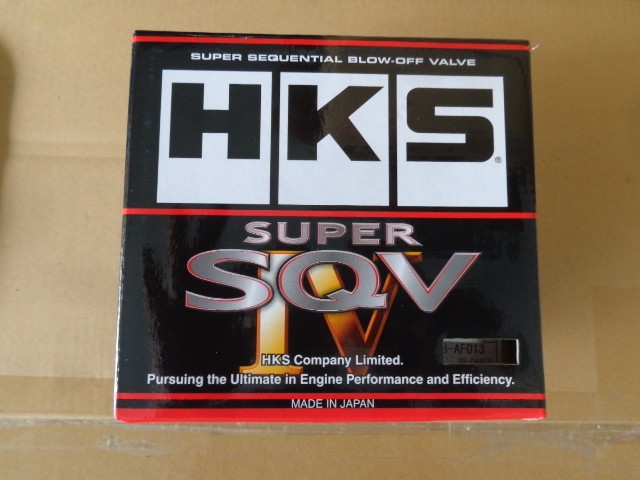 SUPER SEQUENTIAL BLOW-OFF VALVE
HKS®
SUPER
SQV
IV
HKS Company Limited.
-AF013
Pursuing the Ultimate in Engine Performance and Efficiency.
MADE IN JAPAN